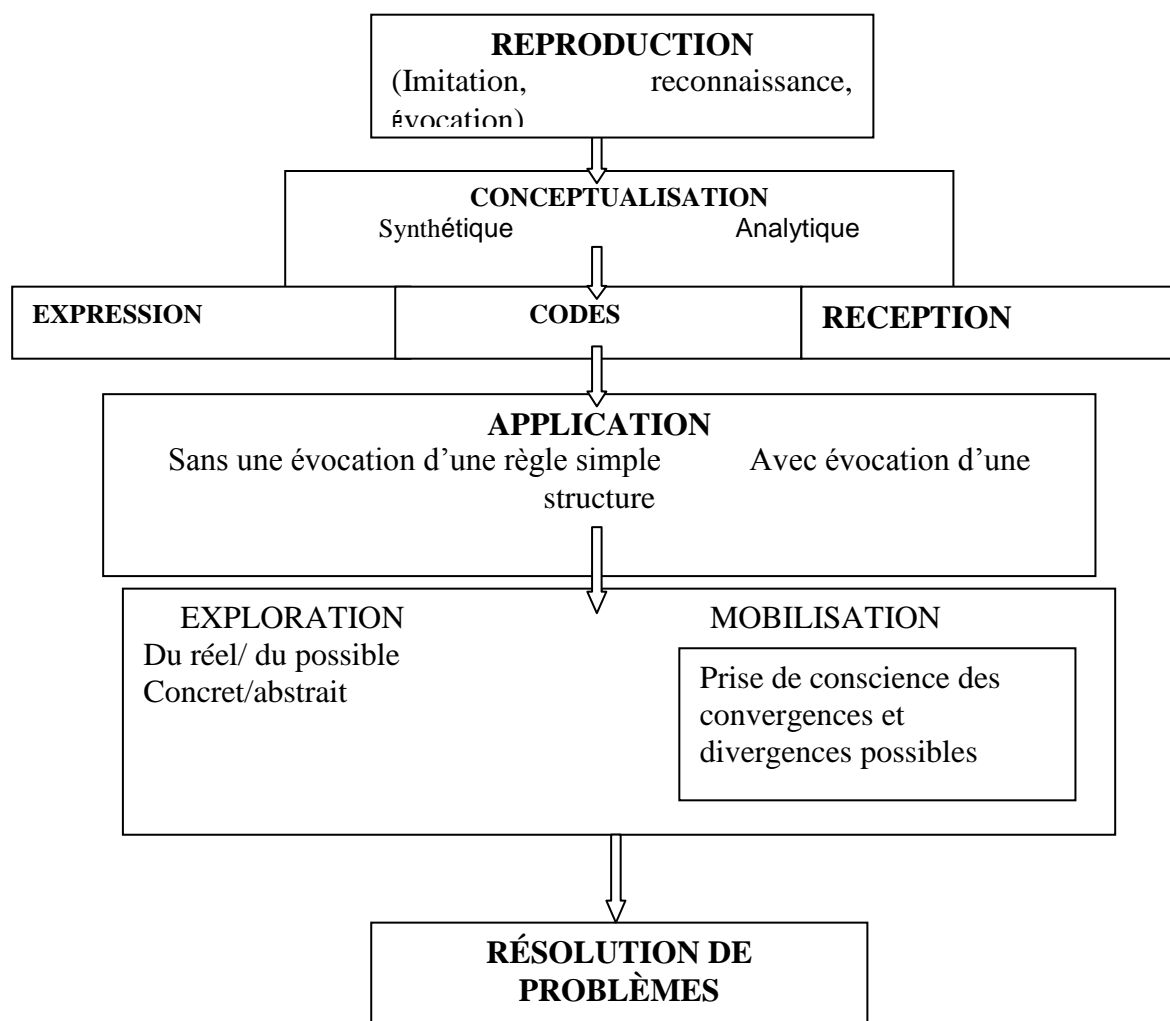 REPRODUCTION
(Imitation, reconnaissance,
évocation)
CONCEPTUALISATION
Synthétique Analytique
EXPRESSION CODES RECEPTION
APPLICATION
Sans une évocation d’une règle simple Avec évocation d’une
structure
EXPLORATION MOBILISATION
Du réel/ du possible
Concret/abstrait
Prise de conscience des
convergences et
divergences possibles
RÉSOLUTION DE
PROBLÈMES